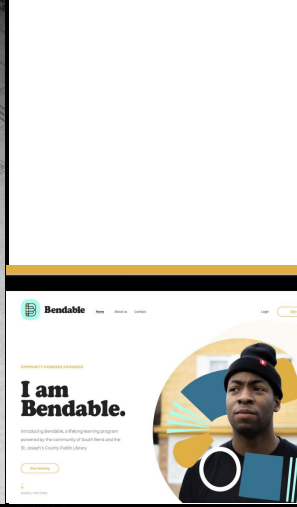 Bendable
Home About us Contact
Login
COMMUNITY-POWERED AWARENESS
I am
Bendable.
Introducing Bendable, a lifelong learning program
powered by the community of South Bend and the
St. Joseph's County Public Library.
Start learning